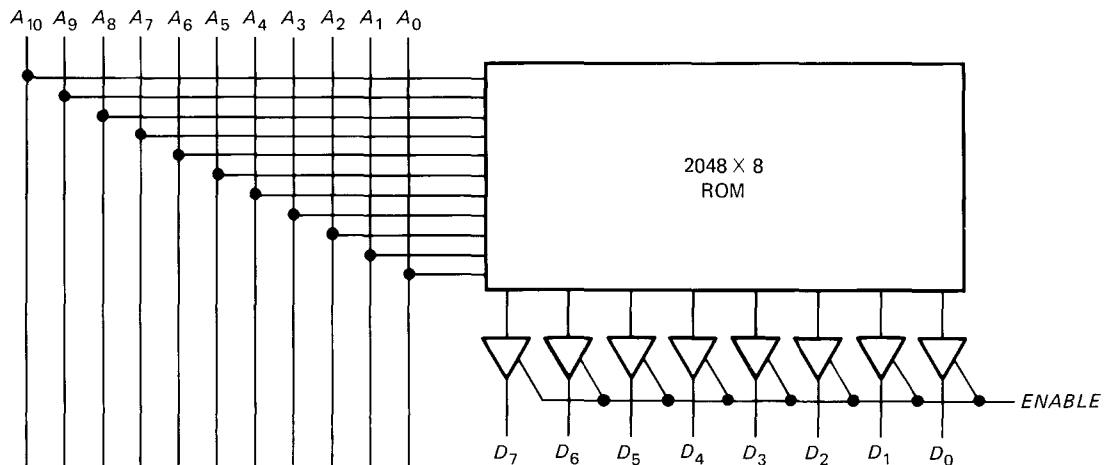 A10 A9 A8 A7 A6 A5 A4 A3 A2 A1 A0
2048 X 8
ROM
ENABLE
D7 D6 D5 D4 D3 D2 D1 D0